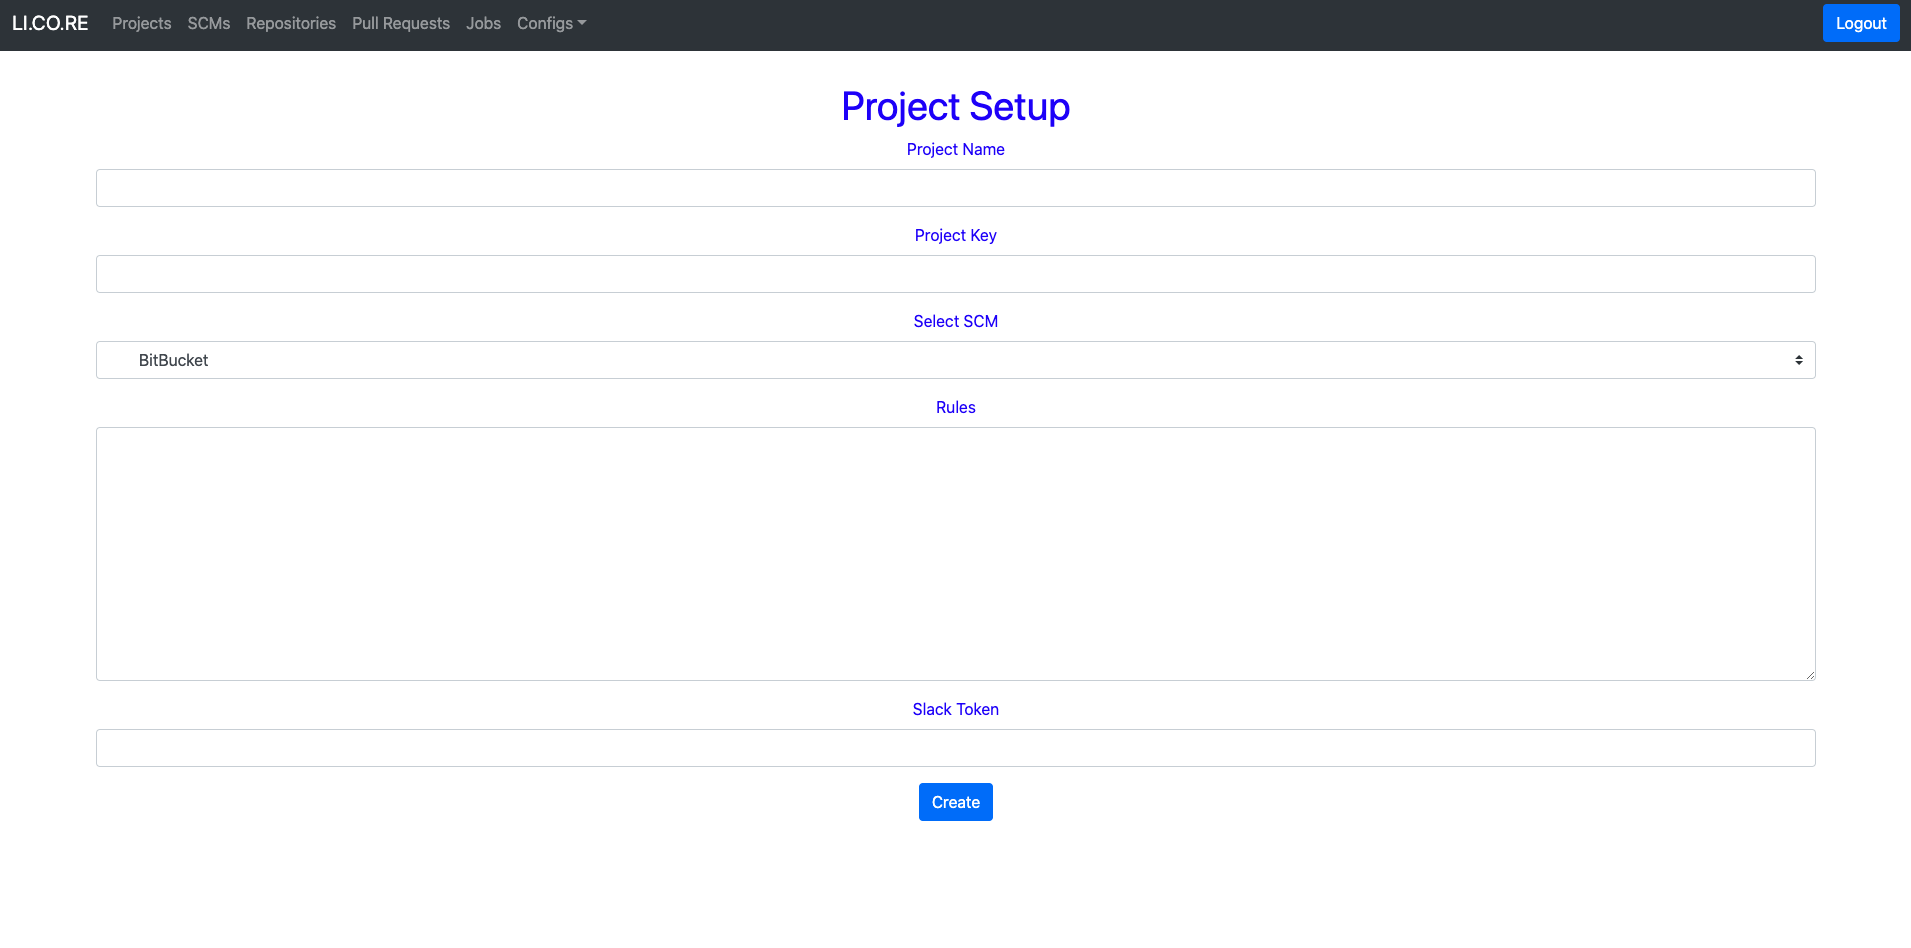 LI.CO.RE Projects SCMs Repositories Pull Requests Jobs Configs Logout
Project Setup
Project Name
Project Key
Select SCM
BitBucket
Rules
Slack Token
Create